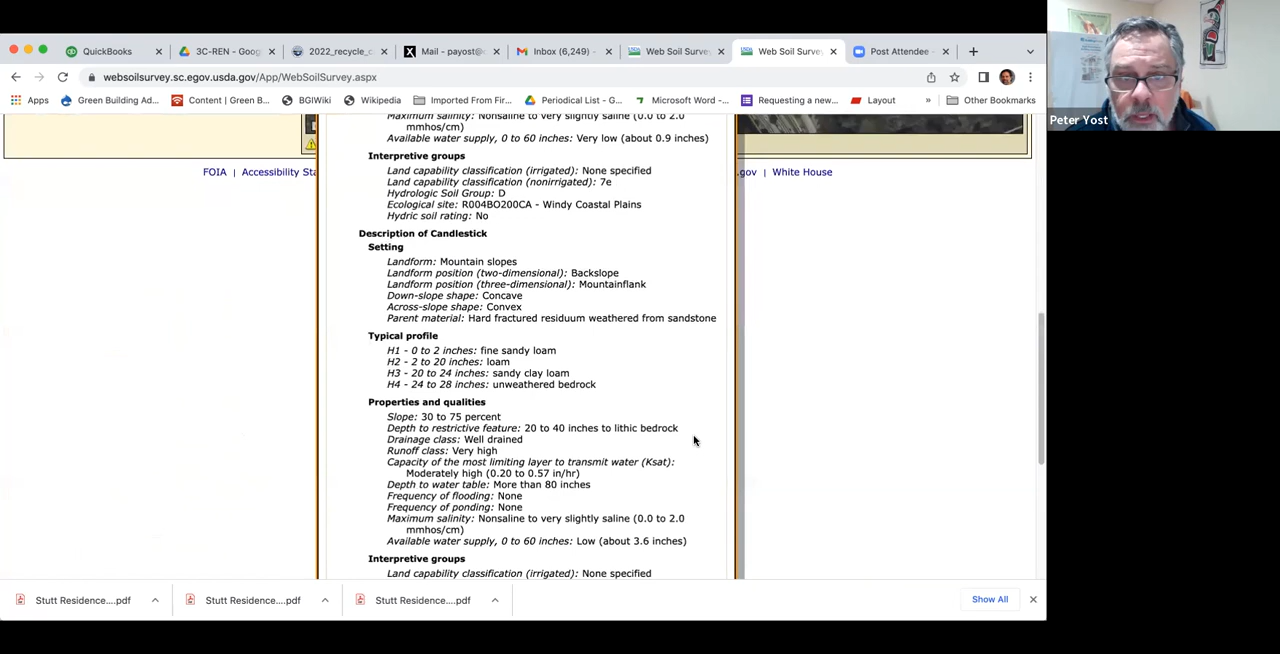 QuickBooks
3C-REN - Goog
2022_recycle_c
Mail - payost@c
Inbox (6,249) -
Web Soil Survey
Web Soil Survey
Post Attendee -
websoilsurvey.sc.egov.usda.gov/App/WebSoilSurvey.aspx
Apps
Green Building Ad...
Content | Green B...
BGIWiki
Wikipedia
Imported From Fir...
Periodical List - G...
Microsoft Word -...
Requesting a new...
Layout
»
Other Bookmarks
Peter Yost
Maximum salinity: Nonsaline to very slightly saline (0.0 to 2.0
mmhos/cm)
Available water supply, 0 to 60 inches: Very low (about 0.9 inches)
Interpretive groups
Land capability classification (irrigated): None specified
FOIA | Accessibility Sta
.gov | White House
Land capability classification (nonirrigated): 7e
Hydrologic Soil Group: D
Ecological site: R004BO200CA - Windy Coastal Plains
Hydric soil rating: No
Description of Candlestick
Setting
Landform: Mountain slopes
Landform position (two-dimensional): Backslope
Landform position (three-dimensional): Mountainflank
Down-slope shape: Concave
Across-slope shape: Convex
Parent material: Hard fractured residuum weathered from sandstone
Typical profile
H1 - 0 to 2 inches: fine sandy loam
H2 - 2 to 20 inches: loam
H3 - 20 to 24 inches: sandy clay loam
H4 - 24 to 28 inches: unweathered bedrock
Properties and qualities
Slope: 30 to 75 percent
Depth to restrictive feature: 20 to 40 inches to lithic bedrock
Drainage class: Well drained
Runoff class: Very high
Capacity of the most limiting layer to transmit water (Ksat):
Moderately high (0.20 to 0.57 in/hr)
Depth to water table: More than 80 inches
Frequency of flooding: None
Frequency of ponding: None
Maximum salinity: Nonsaline to very slightly saline (0.0 to 2.0
mmhos/cm)
Available water supply, 0 to 60 inches: Low (about 3.6 inches)
Interpretive groups
Land capability classification (irrigated): None specified
Stutt Residence....pdf
Stutt Residence....pdf
Stutt Residence....pdf
Show All